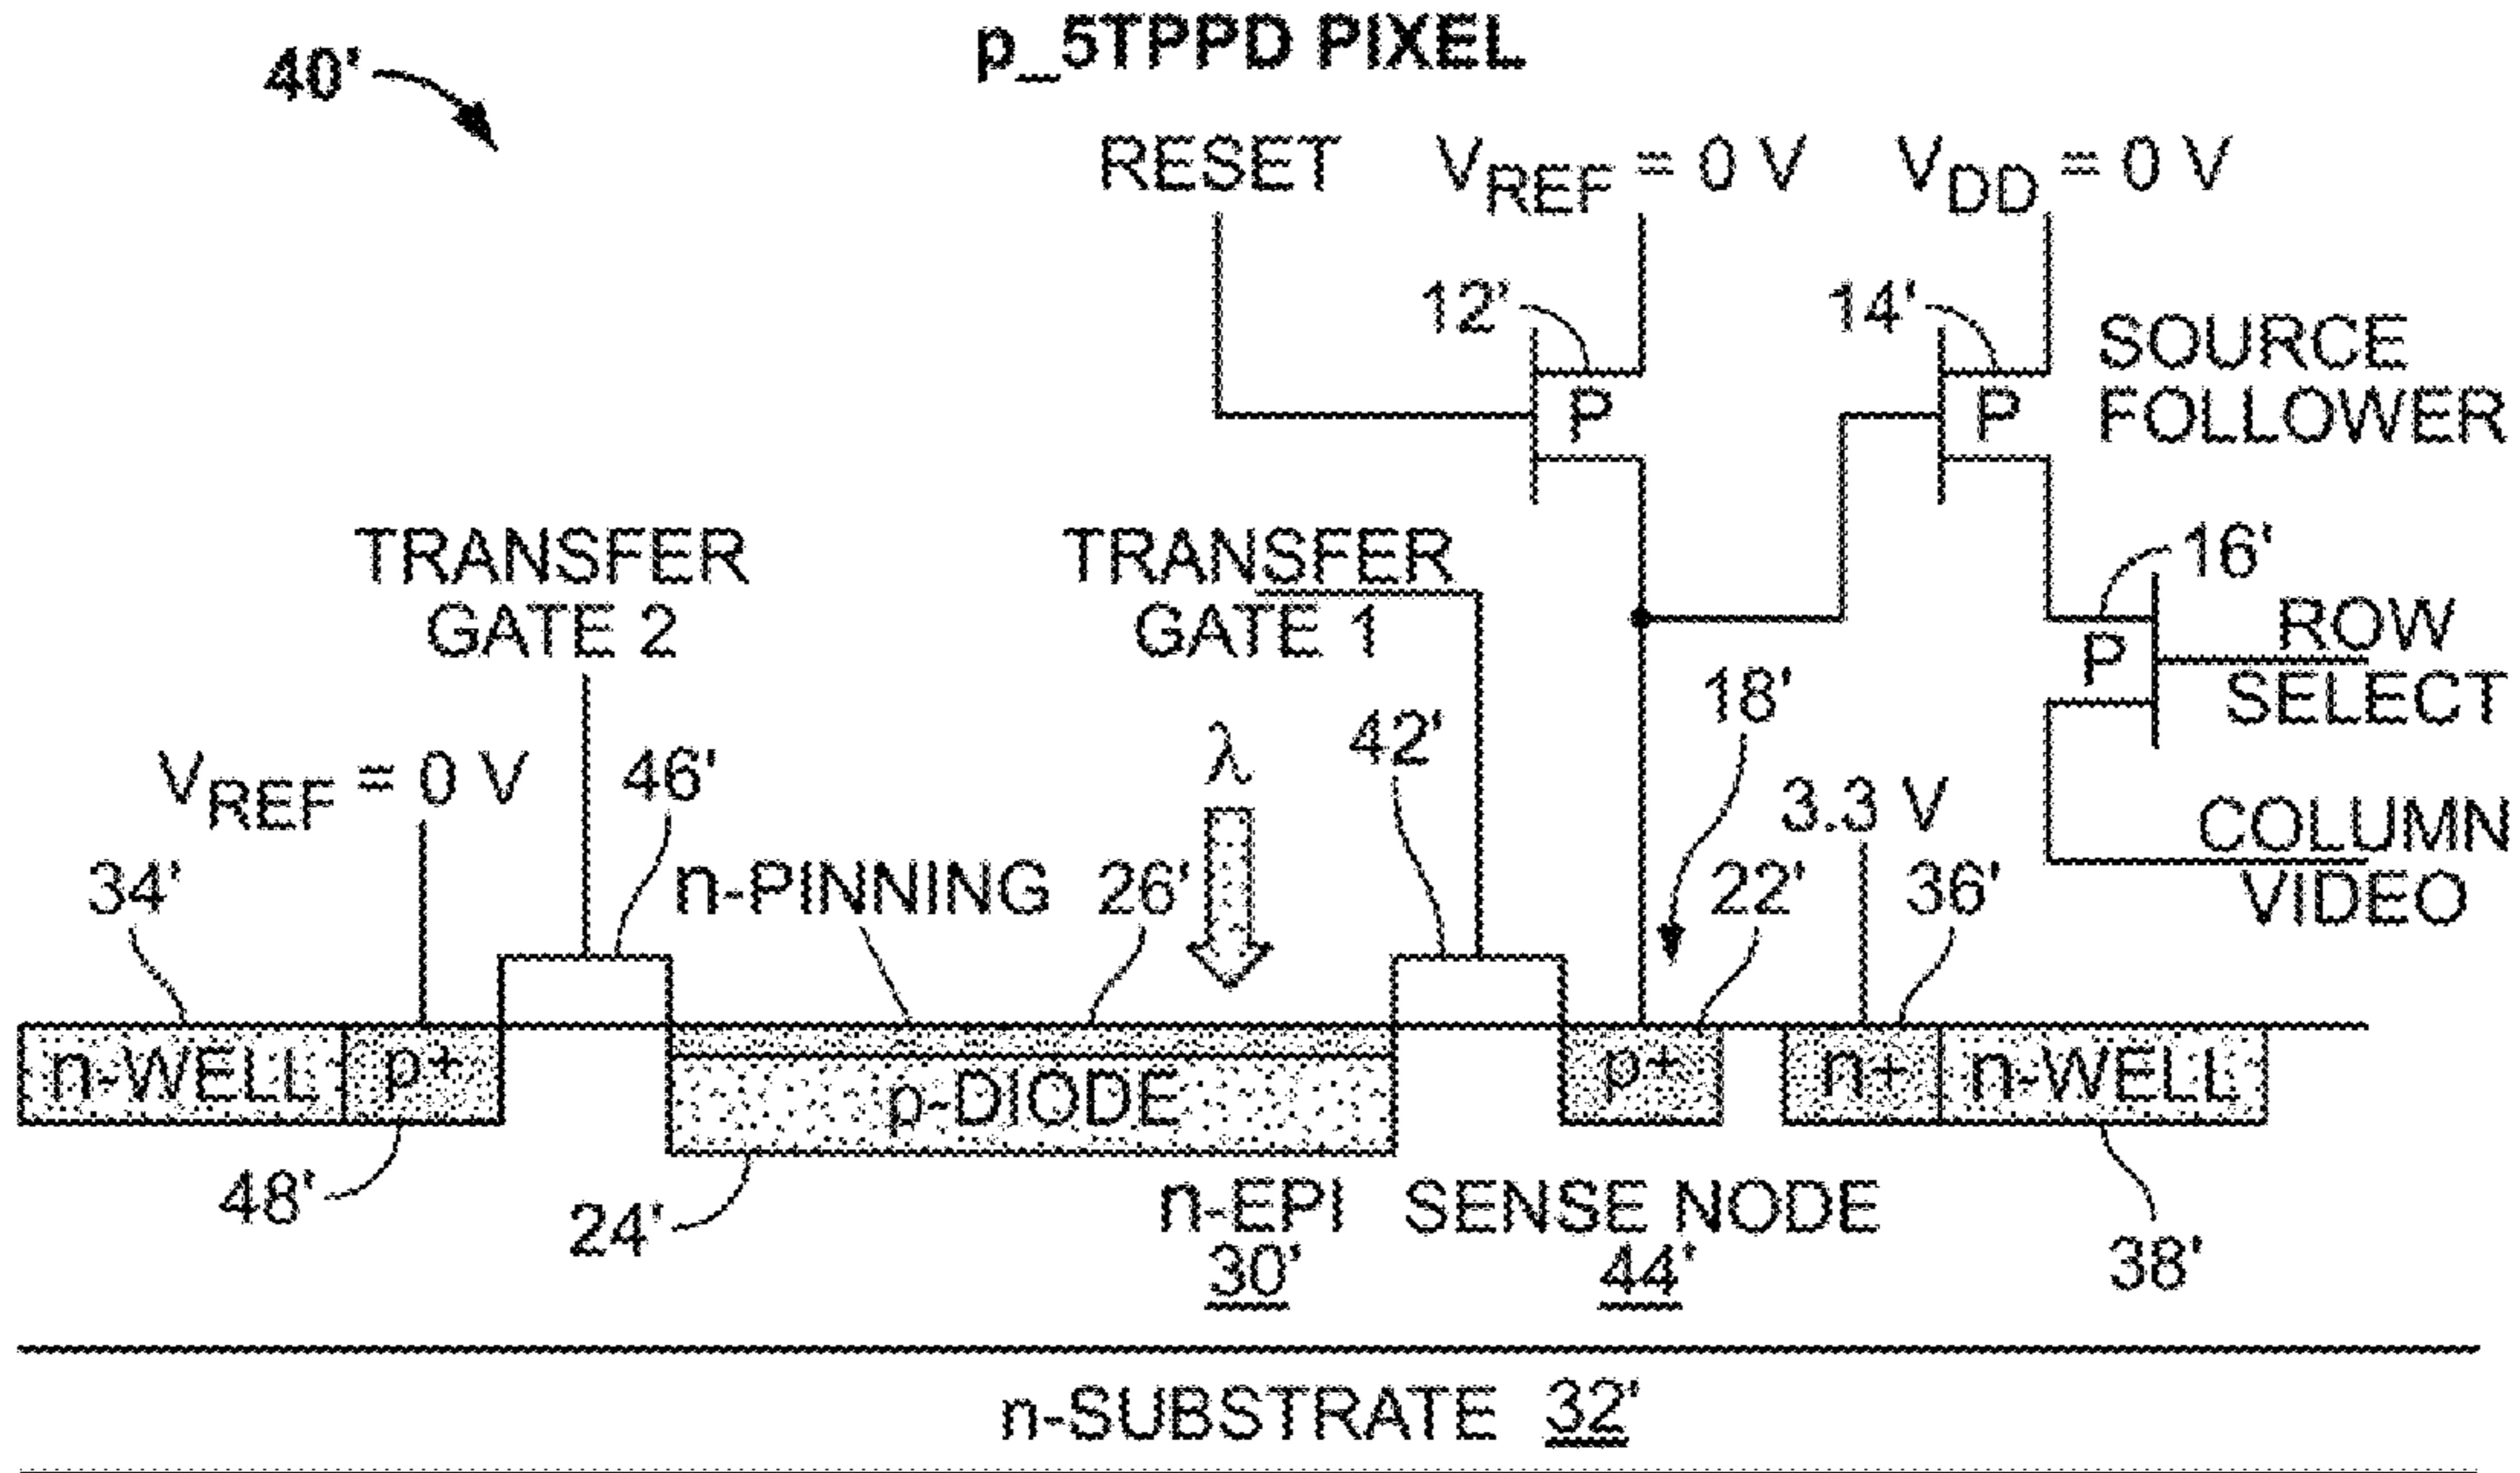 p_5TPPD PIXEL
40'
RESET
VREF = 0 V
VDD = 0 V
12'
14'
SOURCE
FOLLOWER
P
P
TRANSFER
GATE 2
TRANSFER
GATE 1
16'
ROW
SELECT
P
18'
42'
λ
VREF = 0 V
46'
3.3 V
COLUMN
VIDEO
34'
n-PINNING
26'
22'
36'
n-WELL
p+
p-DIODE
p+
n+
n-WELL
48'
24'
n-EPI
30'
SENSE NODE
44'
38'
n-SUBSTRATE 32'